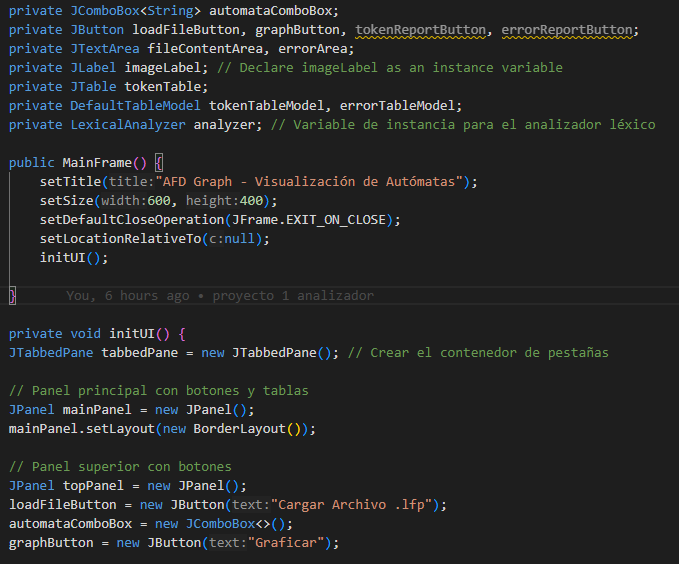 private JComboBox<String> automataComboBox;
private JButton loadFileButton, graphButton, tokenReportButton, errorReportButton;
private JTextArea fileContentArea, errorArea;
private JLabel imageLabel; // Declare imageLabel as an instance variable
private JTable tokenTable;
private DefaultTableModel tokenTableModel, errorTableModel;
private LexicalAnalyzer analyzer; // Variable de instancia para el analizador léxico
public MainFrame() {
setTitle(title:"AFD Graph - Visualización de Autómatas");
setSize(width:600, height:400);
setDefaultCloseOperation(JFrame.EXIT_ON_CLOSE);
setLocationRelativeTo(c:null);
initUI();
} You, 6 hours ago • proyecto 1 analizador
private void initUI() {
JTabbedPane tabbedPane = new JTabbedPane(); // Crear el contenedor de pestañas
// Panel principal con botones y tablas
JPanel mainPanel = new JPanel();
mainPanel.setLayout(new BorderLayout());
// Panel superior con botones
JPanel topPanel = new JPanel();
loadFileButton = new JButton(text:"Cargar Archivo .lfp");
automataComboBox = new JComboBox<>();
graphButton = new JButton(text:"Graficar");